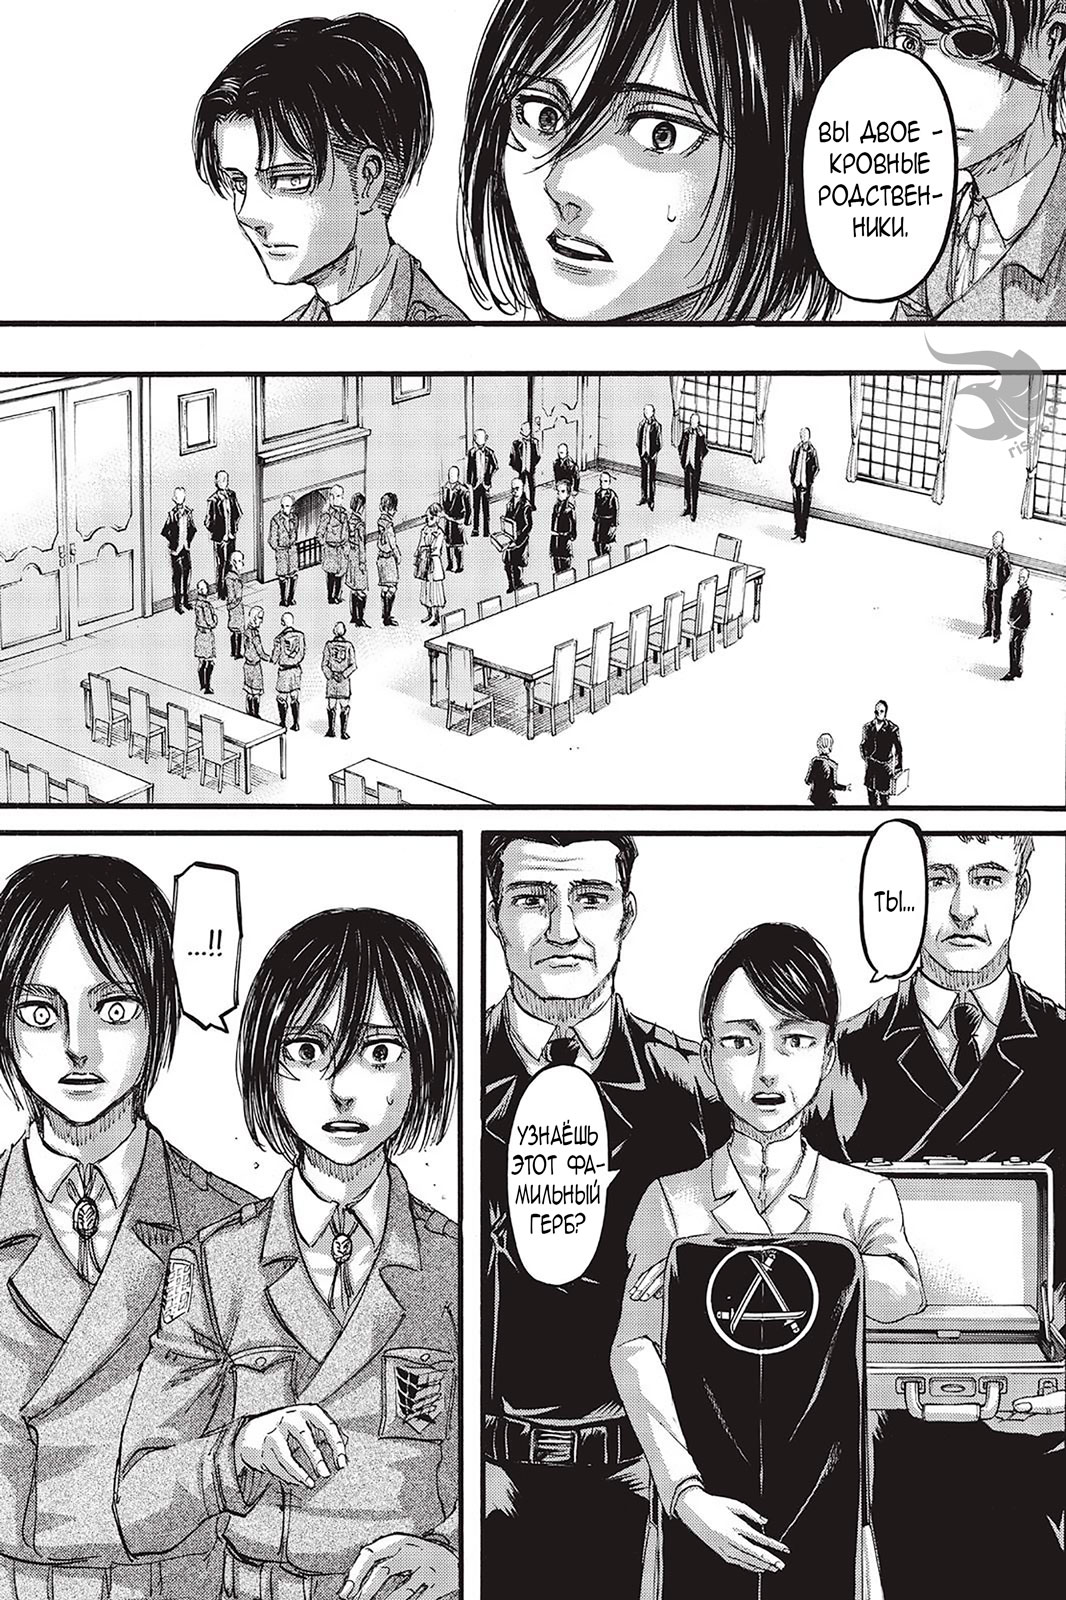 ВЫ ДВОЕ -
КРОВНЫЕ
РОДСТВЕН-
НИКИ.
ТЫ...
УЗНАЁШЬ
ЭТОТ ФА-
МИЛЬНЫЙ
ГЕРБ?
...!!